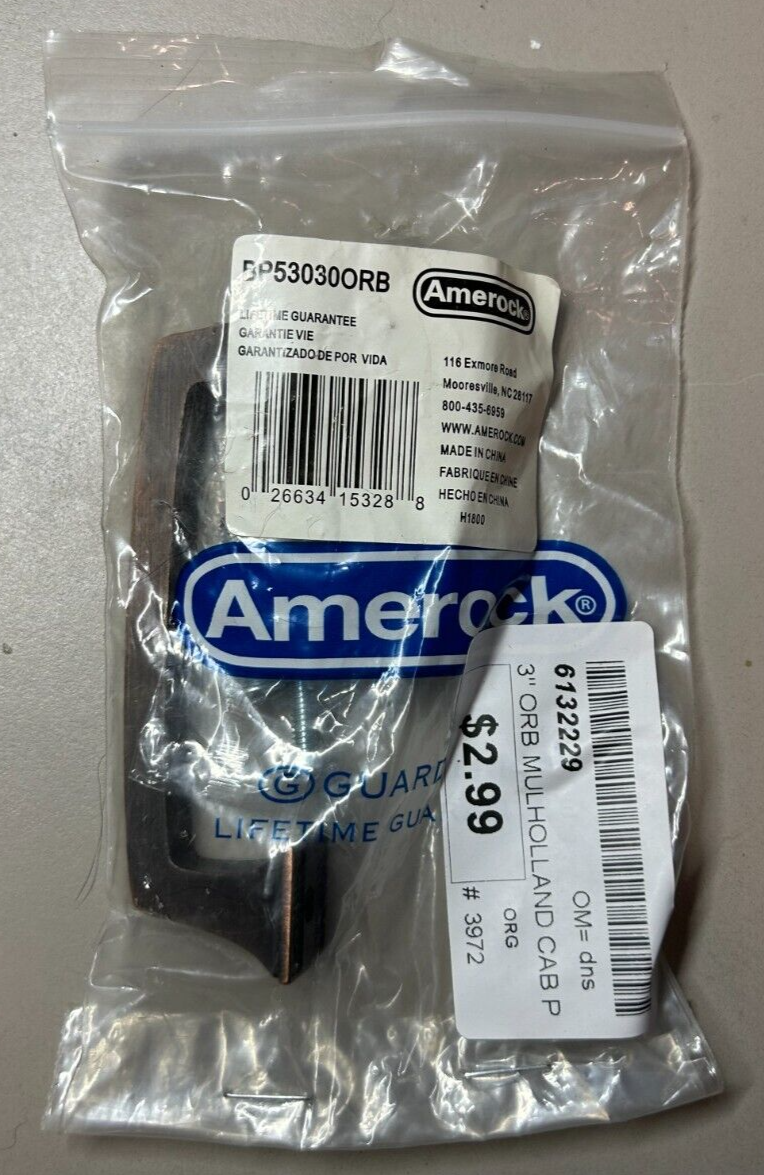 BP53030ORB
Amerock®
LIFETIME GUARANTEE
GARANTIE VIE
GARANTIZADO DE POR VIDA
116 Exmore Road
Mooresville, NC 28117
800-435-6959
WWW.AMEROCK.COM
MADE IN CHINA
FABRIQUE EN CHINE
HECHO EN CHINA
H1800
0 26634 15328 8
Amerock®
G GUARD
LIFETIME GUA
6132229
3" ORB MULHOLLAND CAB P
$2.99
OM= dns
ORG
# 3972